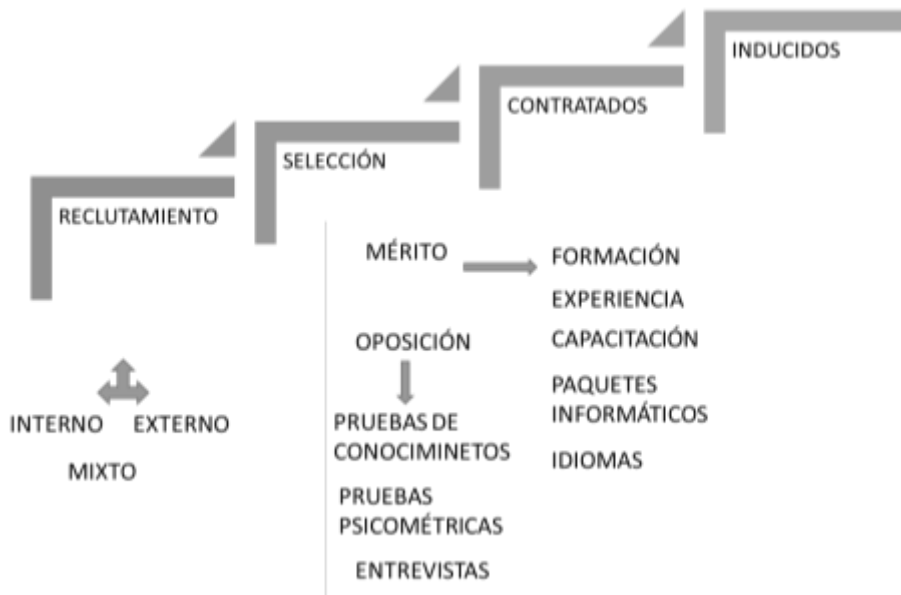 INDUCIDOS
CONTRATADOS
SELECCIÓN
RECLUTAMIENTO
MÉRITO
FORMACIÓN
EXPERIENCIA
OPOSICIÓN
CAPACITACIÓN
PAQUETES
INFORMÁTICOS
INTERNO
EXTERNO
MIXTO
PRUEBAS DE
CONOCIMINETOS
IDIOMAS
PRUEBAS
PSICOMÉTRICAS
ENTREVISTAS